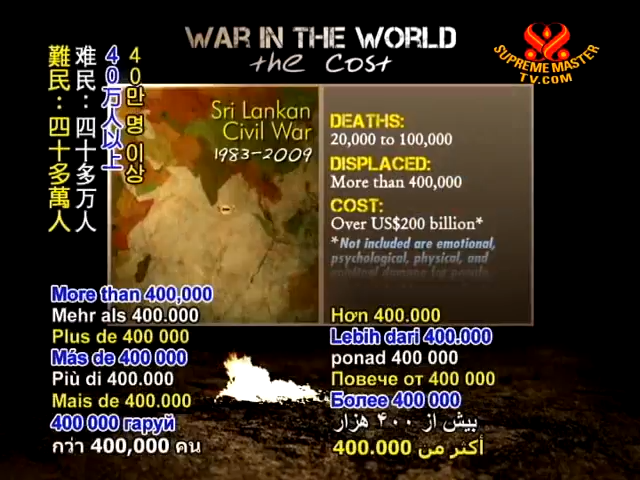 WAR IN THE WORLD
the cost
SUPREME MASTER
TV.COM
難民：四十多萬人
难民：四十多万人
４０万人以上
４０만 명 이상
Sri Lankan
Civil War
1983-2009
DEATHS:
20,000 to 100,000
DISPLACED:
More than 400,000
COST:
Over US$200 billion*
*Not included are emotional,
psychological, physical, and
spiritual damage for people,
More than 400,000
Mehr als 400.000
Plus de 400 000
Más de 400 000
Più di 400.000
Mais de 400.000
400 000 гаруй
กว่า 400,000 คน
Hơn 400.000
Lebih dari 400.000
ponad 400 000
Повече от 400 000
Более 400 000
بیش از ۴۰۰ هزار
أكثر من 400.000